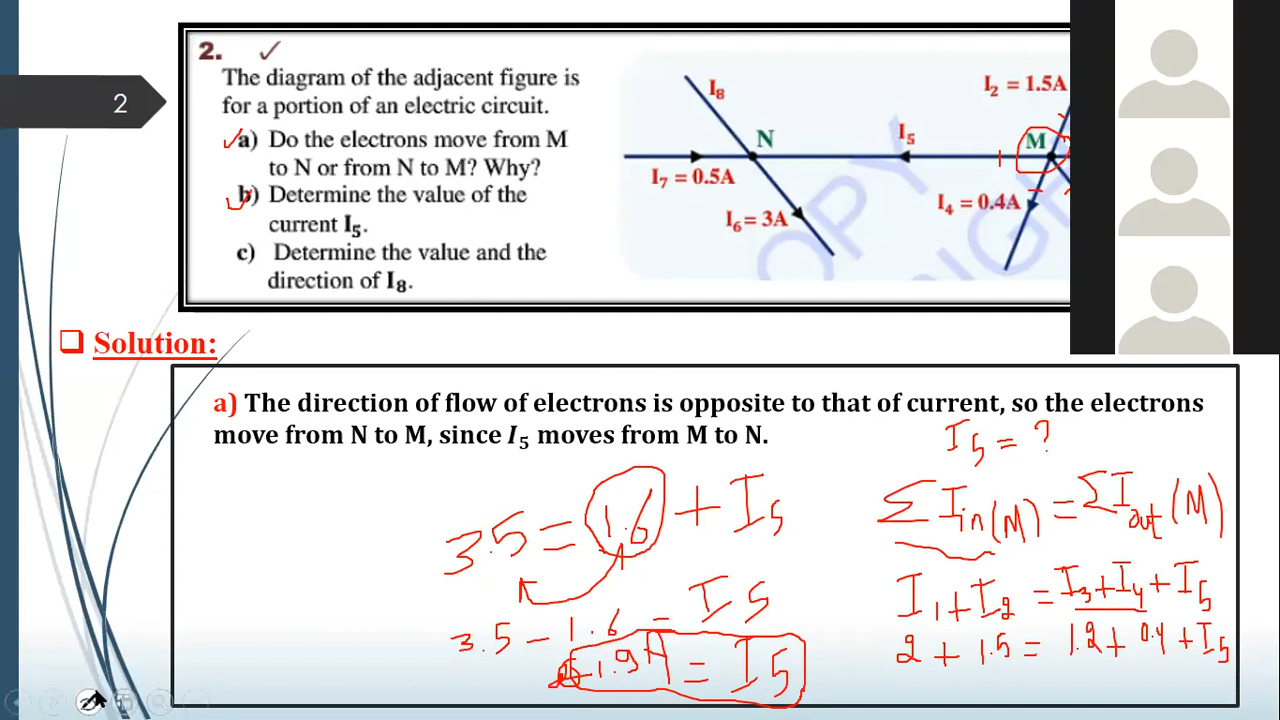 2
2. ✓
The diagram of the adjacent figure is
for a portion of an electric circuit.
a) Do the electrons move from M
to N or from N to M? Why?
b) Determine the value of the
current I₅.
c) Determine the value and the
direction of I₈.
I₈
N
I₇ = 0.5A
I₆ = 3A
I₅
I₂ = 1.5A
M
I₄ = 0.4A
OPY
IGH
❑ Solution:
a) The direction of flow of electrons is opposite to that of current, so the electrons
move from N to M, since I₅ moves from M to N.
I₅ = ?
ΣI_in(M) = ΣI_out(M)
I₁ + I₂ = I₃ + I₄ + I₅
2 + 1.5 = 1.2 + 0.4 + I₅
3.5 = 1.6 + I₅
3.5 - 1.6 = I₅
1.9A = I₅